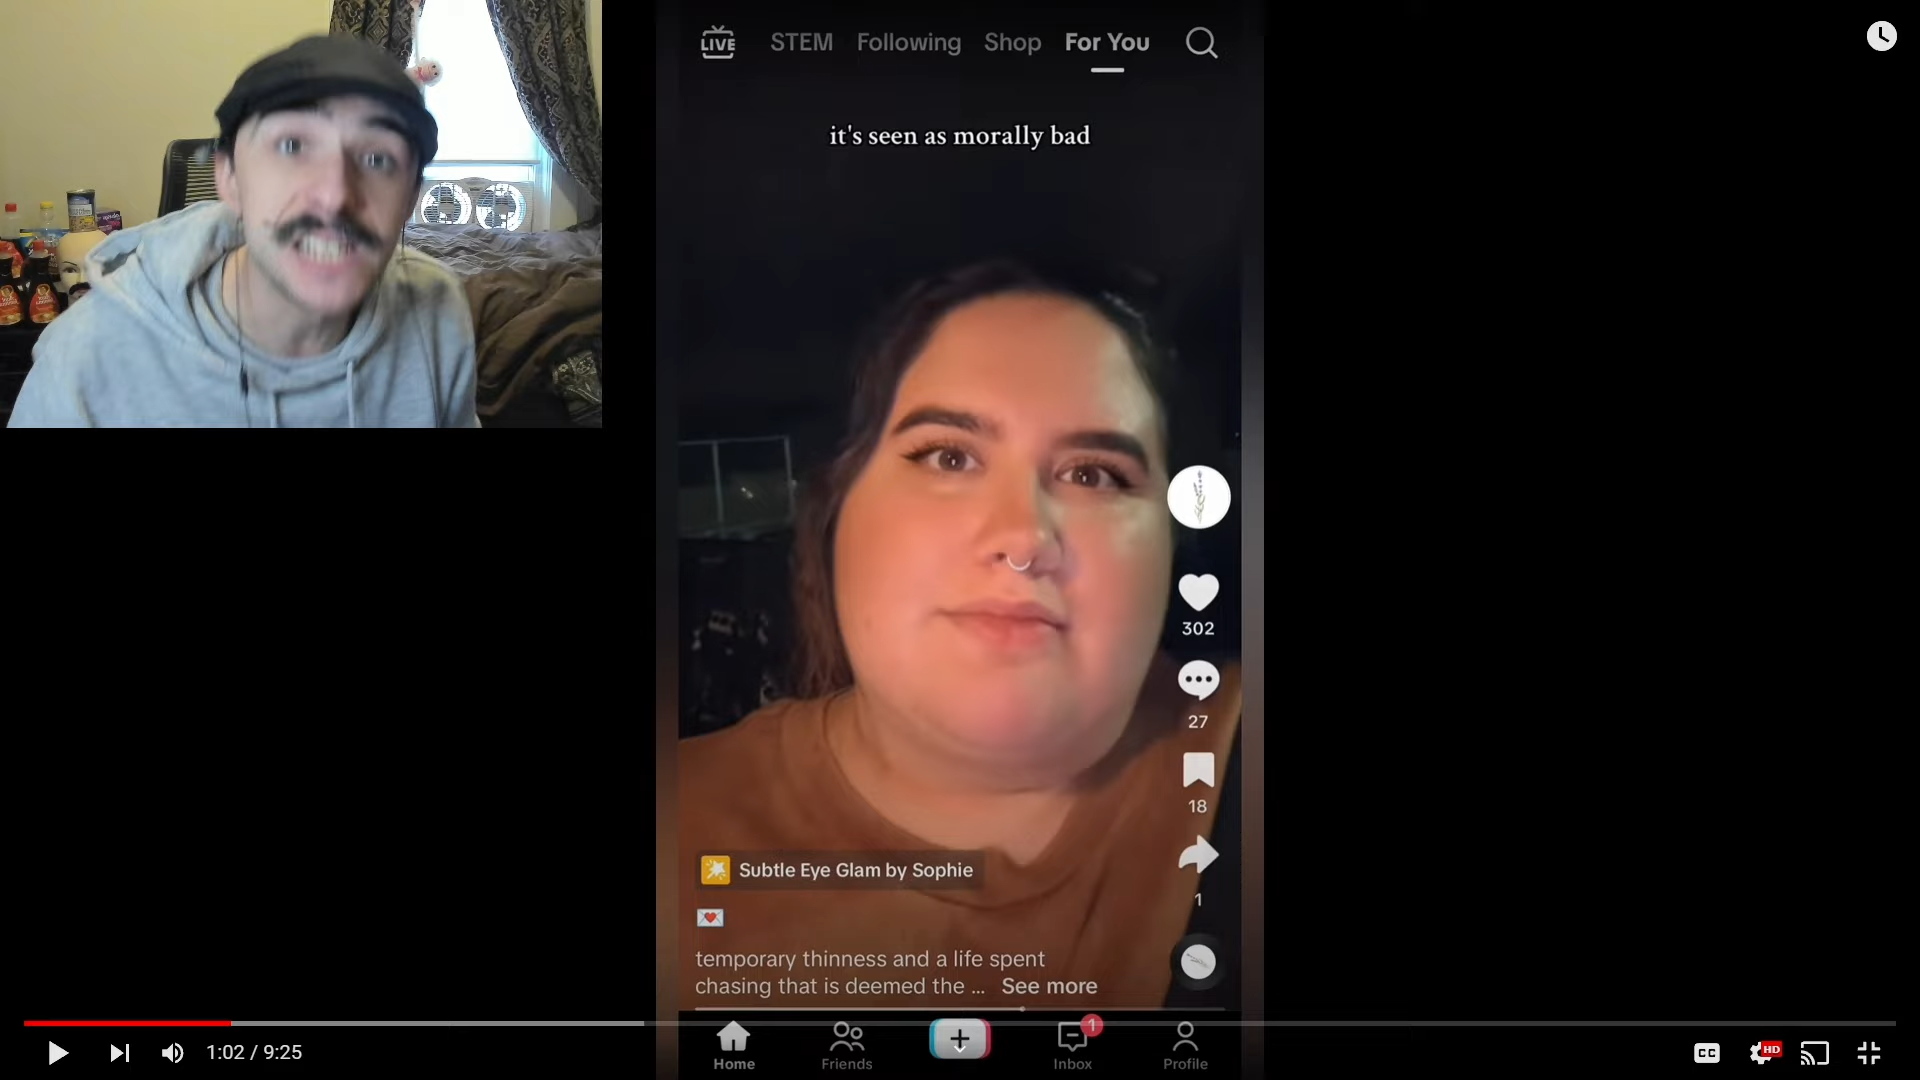 LIVE
STEM
Following
Shop
For You
it's seen as morally bad
302
27
18
1
Subtle Eye Glam by Sophie
temporary thinness and a life spent
chasing that is deemed the ... See more
Home
Friends
1
Inbox
Profile
1:02 / 9:25
CC
HD